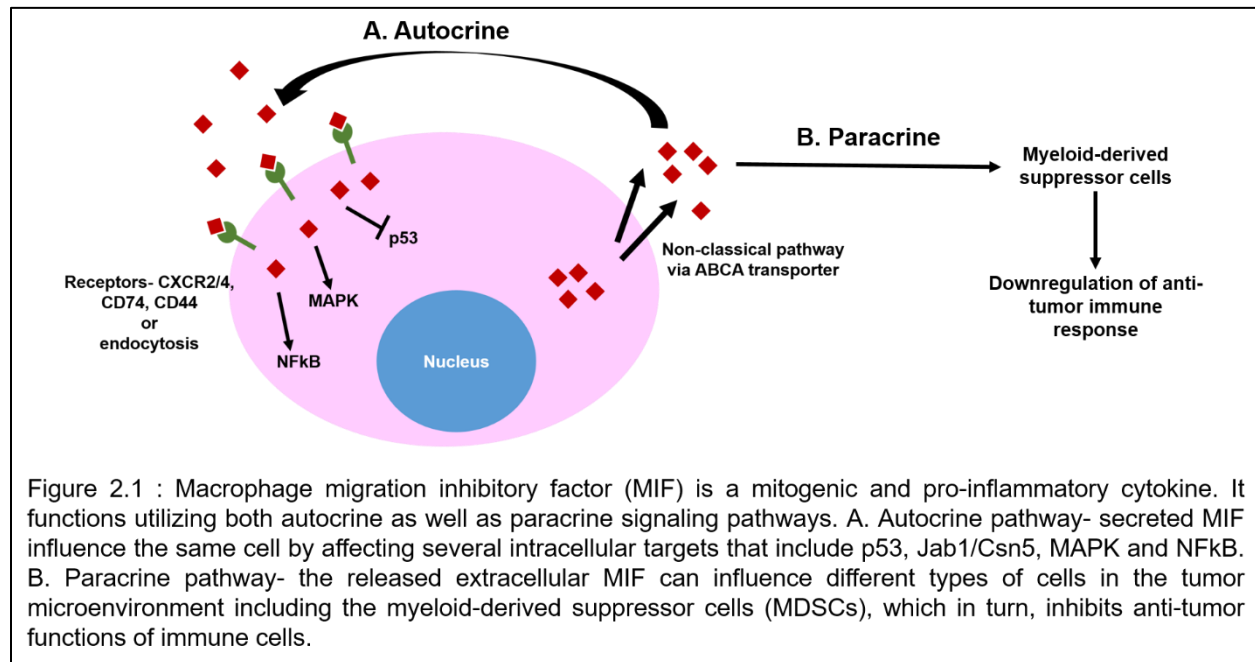 A. Autocrine
B. Paracrine
Myeloid-derived
suppressor cells
p53
Non-classical pathway
via ABCA transporter
Receptors- CXCR2/4,
CD74, CD44
or
endocytosis
MAPK
NFkB
Nucleus
Downregulation of anti-
tumor immune
response
Figure 2.1 : Macrophage migration inhibitory factor (MIF) is a mitogenic and pro-inflammatory cytokine. It
functions utilizing both autocrine as well as paracrine signaling pathways. A. Autocrine pathway- secreted MIF
influence the same cell by affecting several intracellular targets that include p53, Jab1/Csn5, MAPK and NFkB.
B. Paracrine pathway- the released extracellular MIF can influence different types of cells in the tumor
microenvironment including the myeloid-derived suppressor cells (MDSCs), which in turn, inhibits anti-tumor
functions of immune cells.